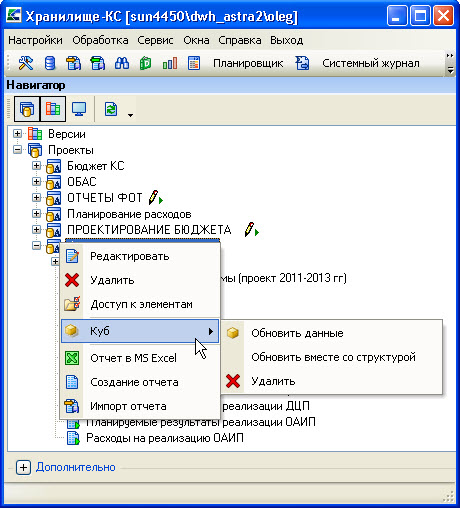 Хранилище-КС [sun4450\dwh_astra2\oleg]
Настройки Обработка Сервис Окна Справка Выход
Планировщик Системный журнал
Навигатор
Версии
Проекты
Бюджет КС
ОБАС
ОТЧЕТЫ ФОТ
Планирование расходов
ПРОЕКТИРОВАНИЕ БЮДЖЕТА
Редактировать
Удалить
(проект 2011-2013 гг)
Доступ к элементам
Куб
Обновить данные
Обновить вместе со структурой
Удалить
Отчет в MS Excel
Создание отчета
Импорт отчета
реализации ДЦП
Планируемые результаты реализации ОАИП
Расходы на реализацию ОАИП
Дополнительно